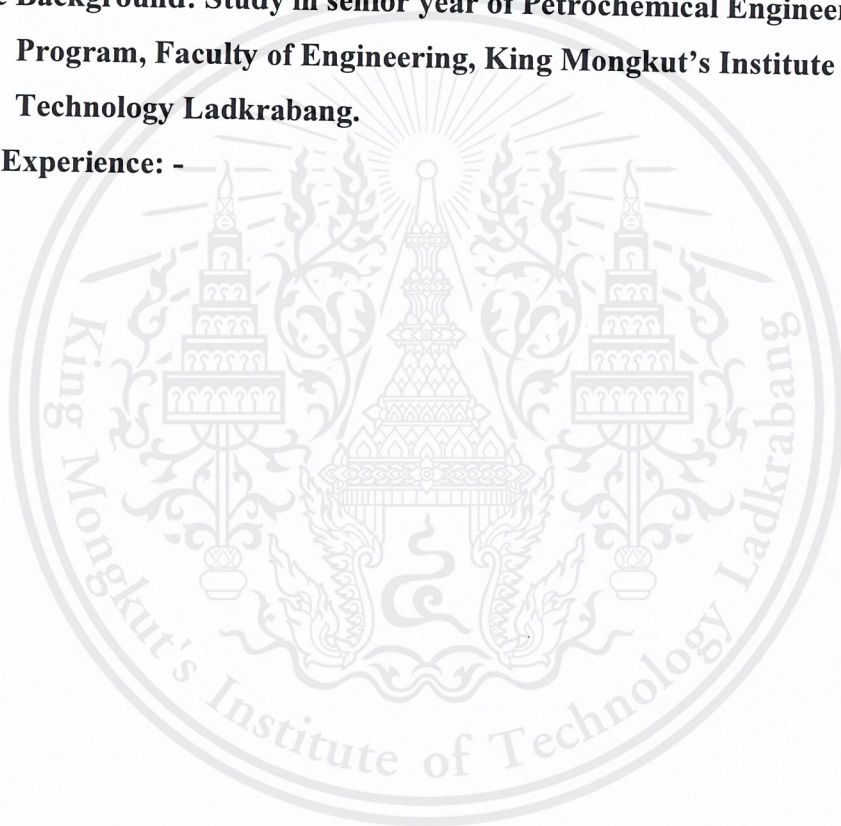 Background: Study in senior year of Petrochemical Engineer
Program, Faculty of Engineering, King Mongkut's Institute
Technology Ladkrabang.
Experience: -
King Mongkut's Institute of Technology Ladkrabang